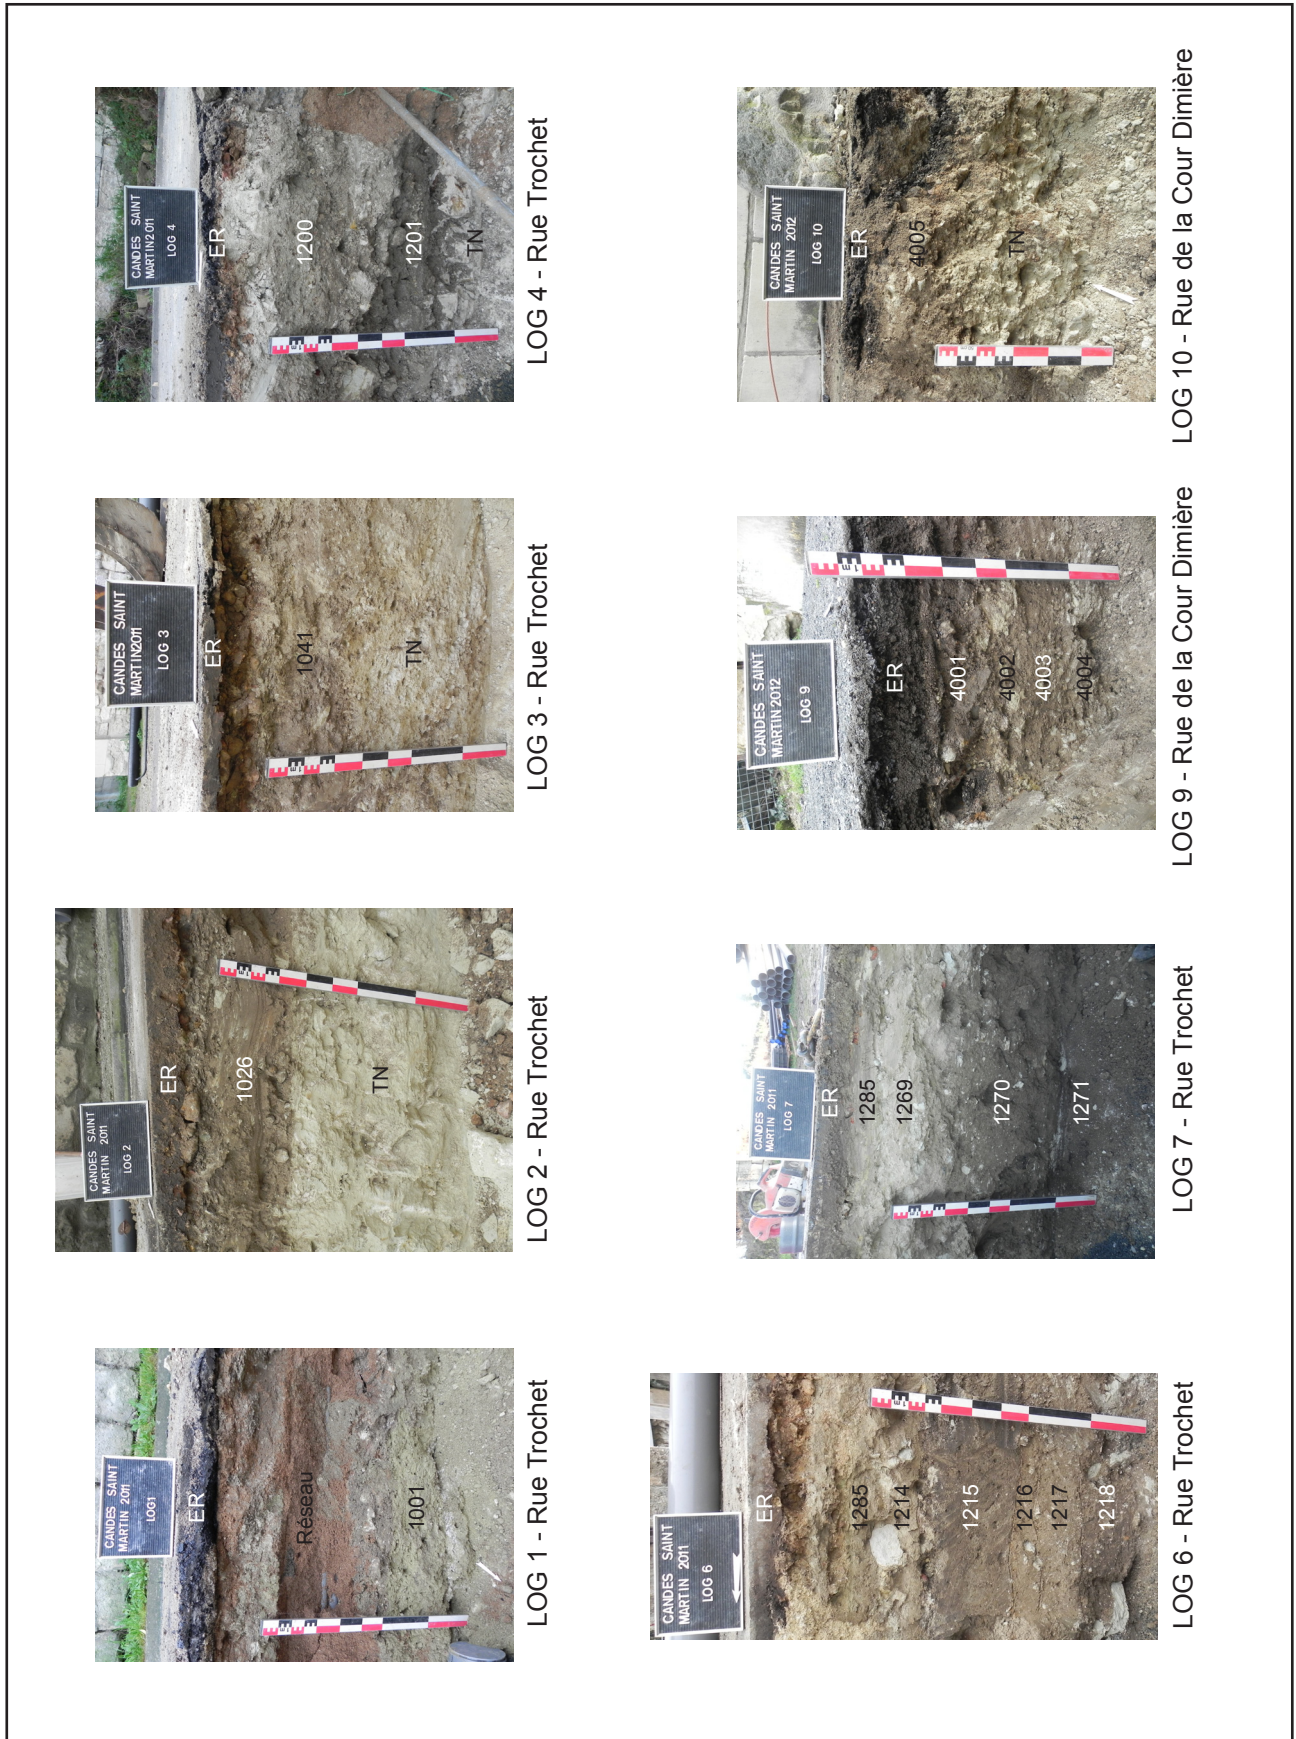 CANDES SAINT
MARTIN 2011
LOG1
ER
Réseau
1001
LOG 1 - Rue Trochet
CANDES SAINT
MARTIN 2011
LOG 2
ER
1026
TN
LOG 2 - Rue Trochet
CANDES SAINT
MARTIN2011
LOG 3
ER
1041
TN
LOG 3 - Rue Trochet
CANDES SAINT
MARTIN2011
LOG 4
ER
1200
1201
TN
LOG 4 - Rue Trochet
CANDES SAINT
MARTIN 2011
LOG 6
ER
1285
1214
1215
1216
1217
1218
LOG 6 - Rue Trochet
CANDES SAINT
MARTIN 2011
LOG 7
ER
1285
1269
1270
1271
LOG 7 - Rue Trochet
CANDES SAINT
MARTIN2012
LOG 9
1m
ER
4001
4002
4003
4004
LOG 9 - Rue de la Cour Dimière
CANDES SAINT
MARTIN 2012
LOG 10
ER
4005
TN
LOG 10 - Rue de la Cour Dimière